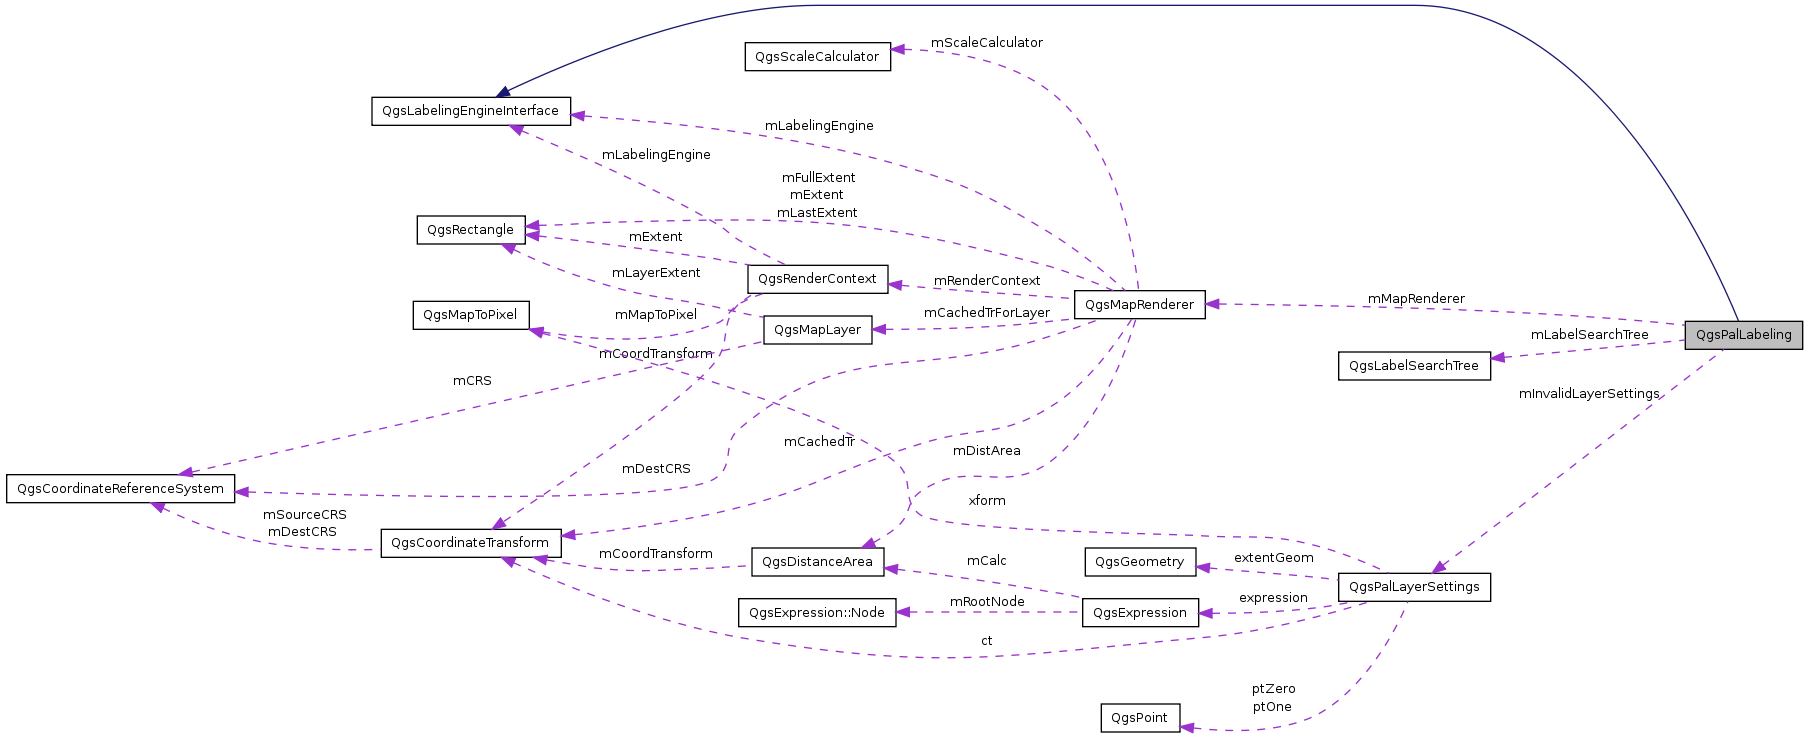 mScaleCalculator
QgsScaleCalculator
QgsLabelingEngineInterface
mLabelingEngine
mLabelingEngine
mFullExtent
mExtent
mLastExtent
QgsRectangle
mExtent
mLayerExtent
QgsRenderContext
mRenderContext
QgsMapRenderer
mMapRenderer
QgsMapToPixel
mMapToPixel
QgsMapLayer
mCachedTrForLayer
QgsPalLabeling
mLabelSearchTree
QgsLabelSearchTree
mCoordTransform
mCRS
mInvalidLayerSettings
mCachedTr
mDistArea
mDestCRS
QgsCoordinateReferenceSystem
xform
mSourceCRS
mDestCRS
QgsCoordinateTransform
mCoordTransform
QgsDistanceArea
mCalc
QgsGeometry
extentGeom
QgsPalLayerSettings
expression
QgsExpression::Node
mRootNode
QgsExpression
ct
ptZero
ptOne
QgsPoint